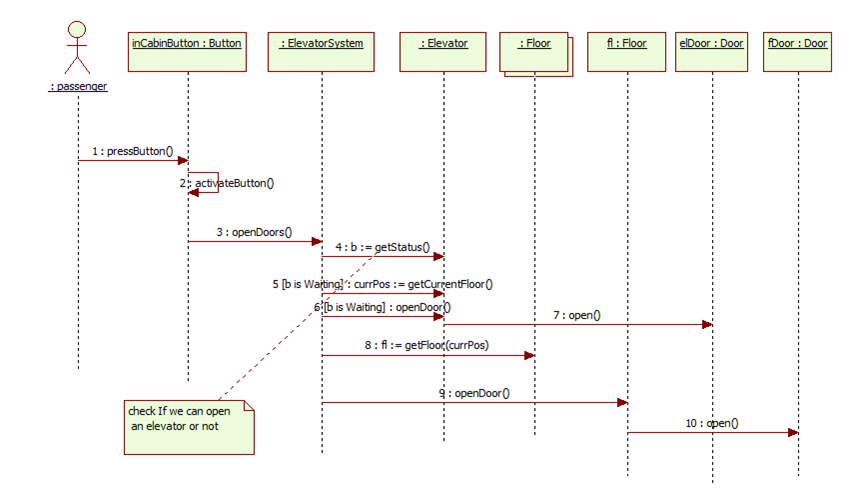 inCabinButton : Button
: ElevatorSystem
: Elevator
: Floor
fl : Floor
elDoor : Door
fDoor : Door
: passenger
1 : pressButton()
2 : activateButton()
3 : openDoors()
4 : b := getStatus()
5 [b is Waiting] : currPos := getCurrentFloor()
6 [b is Waiting] : openDoor()
7 : open()
8 : fl := getFloor(currPos)
9 : openDoor()
check If we can open
an elevator or not
10 : open()